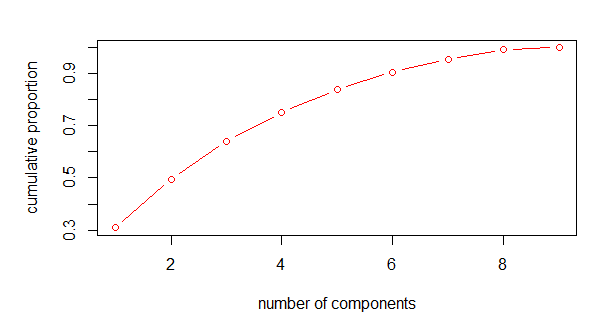 cumulative proportion
0.9
0.7
0.5
0.3
2 4 6 8
number of components